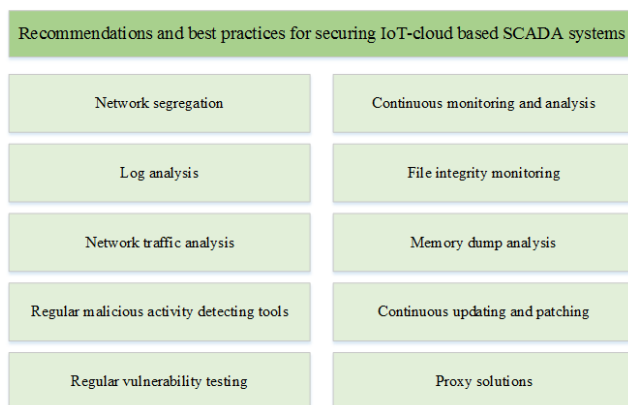 Recommendations and best practices for securing IoT-cloud based SCADA systems
Network segregation
Continuous monitoring and analysis
Log analysis
File integrity monitoring
Network traffic analysis
Memory dump analysis
Regular malicious activity detecting tools
Continuous updating and patching
Regular vulnerability testing
Proxy solutions